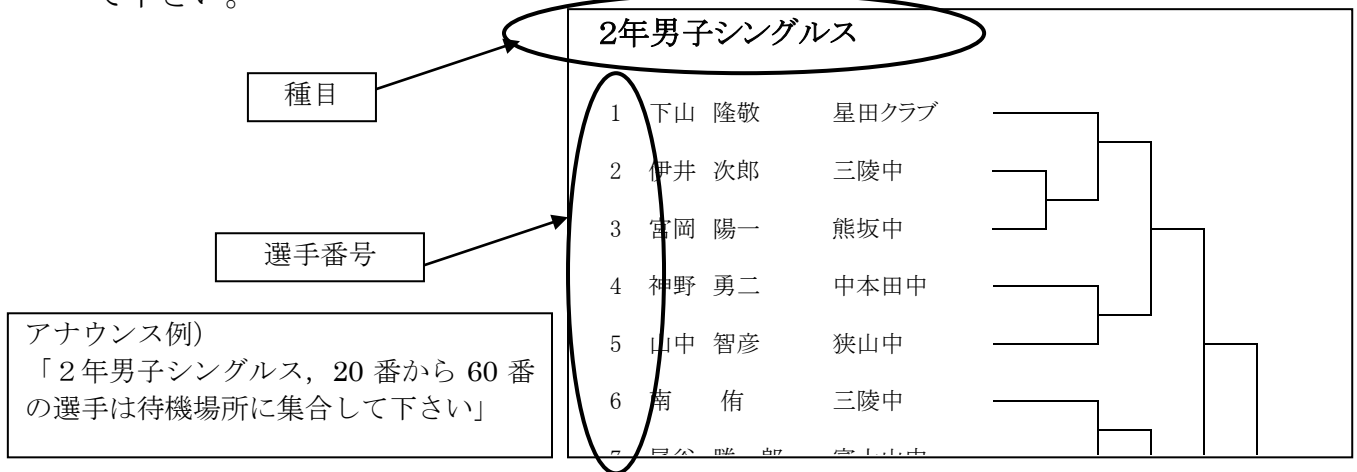 て下さい。
2年男子シングルス
種目
1 下山 隆敬 星田クラブ
2 伊井 次郎 三陵中
3 宮岡 陽一 熊坂中
選手番号
4 神野 勇二 中本田中
5 山中 智彦 狭山中
6 南 侑 三陵中
アナウンス例)
「２年男子シングルス，20 番から 60 番
の選手は待機場所に集合して下さい」